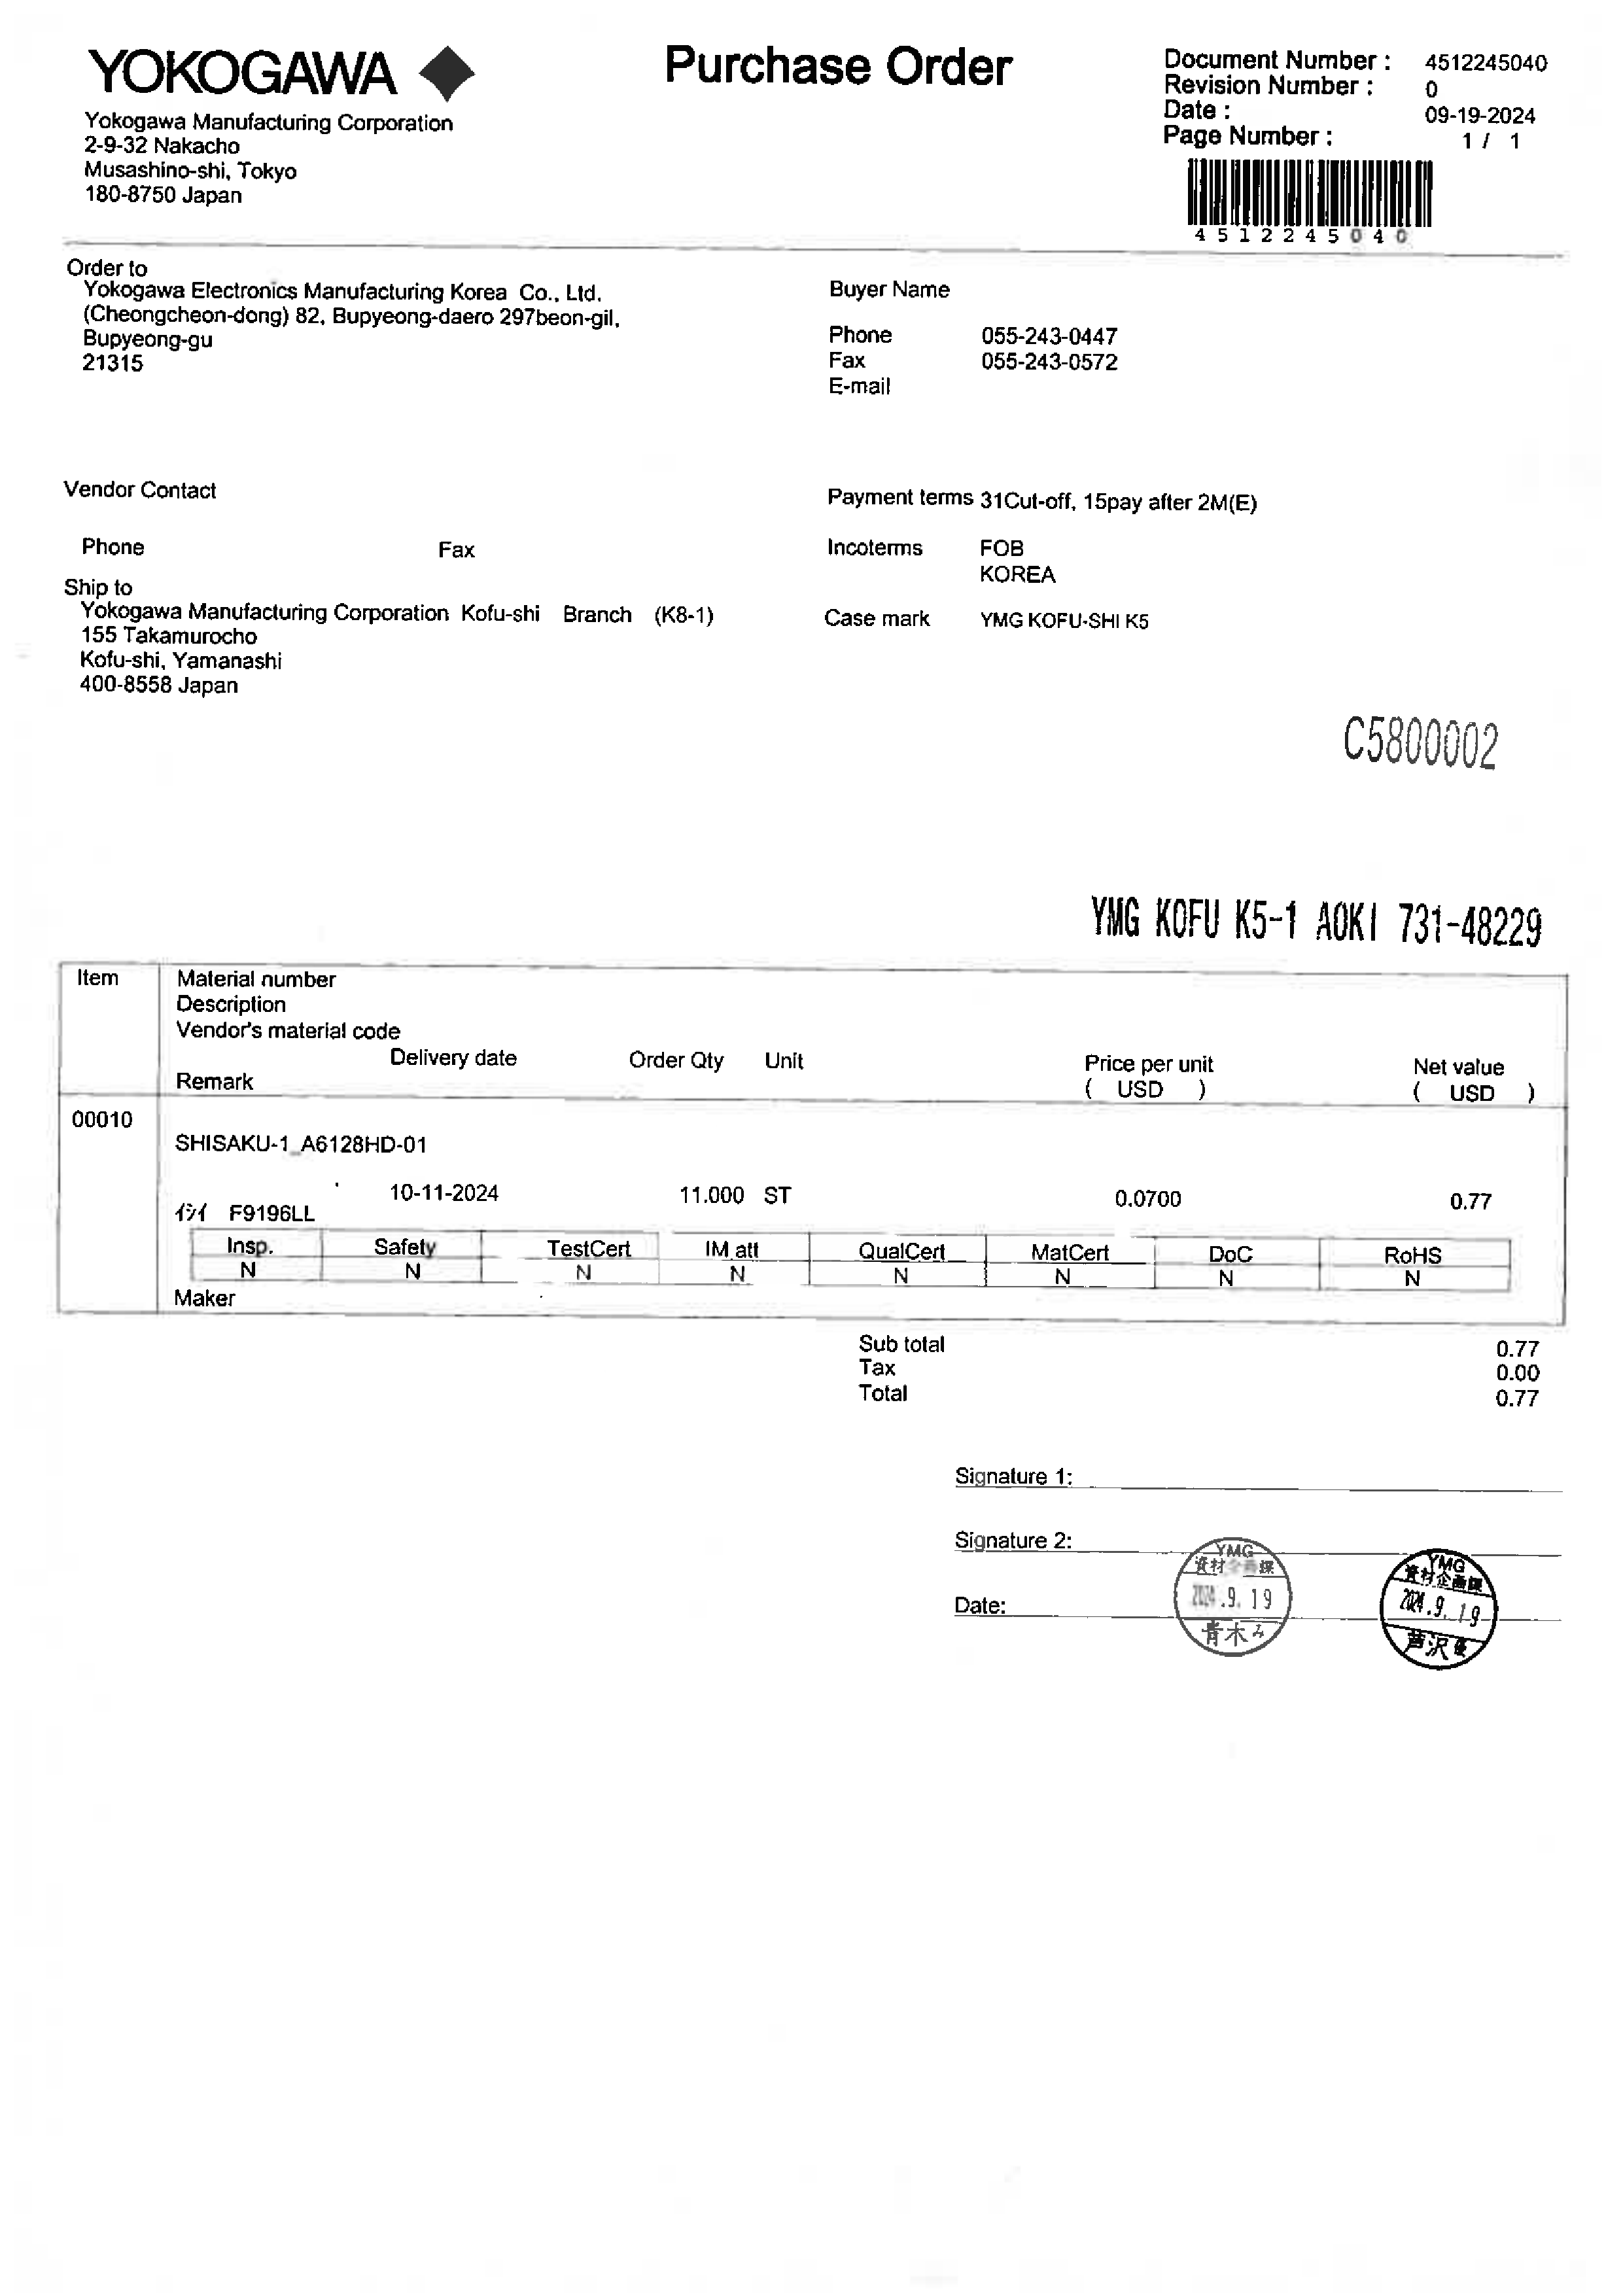 YOKOGAWA
Purchase Order
Document Number : 4512245040
Revision Number : 0
Date : 09-19-2024
Page Number : 1 / 1
4512245040
Yokogawa Manufacturing Corporation
2-9-32 Nakacho
Musashino-shi, Tokyo
180-8750 Japan
Order to
Yokogawa Electronics Manufacturing Korea Co., Ltd.
(Cheongcheon-dong) 82, Bupyeong-daero 297beon-gil,
Bupyeong-gu
21315
Buyer Name
Phone 055-243-0447
Fax 055-243-0572
E-mail
Vendor Contact
Phone Fax
Payment terms 31Cut-off, 15pay after 2M(E)
Incoterms FOB
KOREA
Case mark YMG KOFU-SHI K5
Ship to
Yokogawa Manufacturing Corporation Kofu-shi Branch (K8-1)
155 Takamurocho
Kofu-shi, Yamanashi
400-8558 Japan
C5800002
YMG KOFU K5-1 AOKI 731-48229
Item Material number
Description
Vendor's material code
Delivery date Order Qty Unit Price per unit Net value
Remark ( USD ) ( USD )
00010
SHISAKU-1_A6128HD-01
10-11-2024 11.000 ST 0.0700 0.77
ｲｼｲ F9196LL
Insp. Safety TestCert IM att QualCert MatCert DoC RoHS
N N N N N N N N
Maker
Sub total 0.77
Tax 0.00
Total 0.77
Signature 1:
Signature 2:
Date:
YMG
資材企画課
2024.9.19
青木み
YMG
資材企画課
2024.9.19
芦沢優